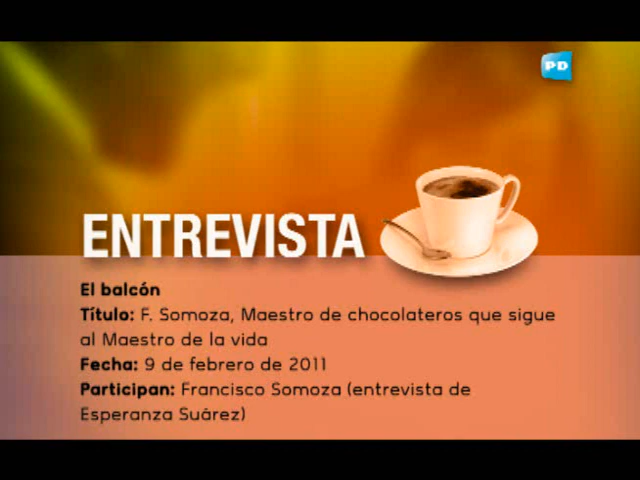 PD
ENTREVISTA
El balcón
Título: F. Somoza, Maestro de chocolateros que sigue
al Maestro de la vida
Fecha: 9 de febrero de 2011
Participan: Francisco Somoza (entrevista de
Esperanza Suárez)